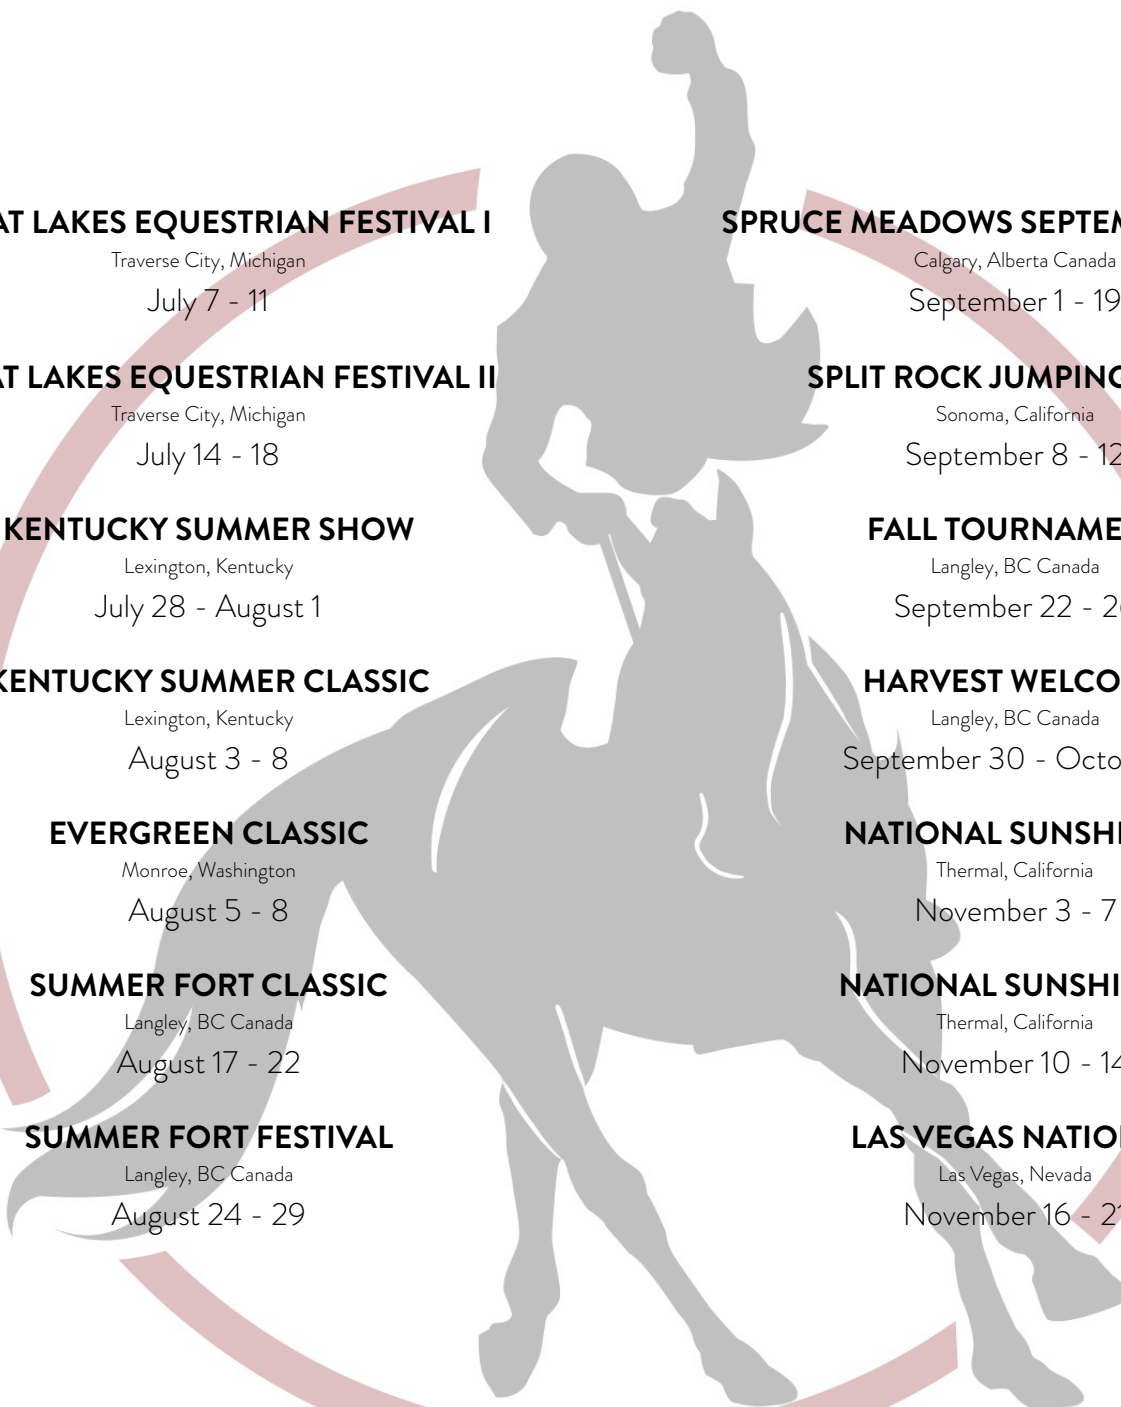 AT LAKES EQUESTRIAN FESTIVAL I
Traverse City, Michigan
July 7 - 11
AT LAKES EQUESTRIAN FESTIVAL II
Traverse City, Michigan
July 14 - 18
KENTUCKY SUMMER SHOW
Lexington, Kentucky
July 28 - August 1
KENTUCKY SUMMER CLASSIC
Lexington, Kentucky
August 3 - 8
EVERGREEN CLASSIC
Monroe, Washington
August 5 - 8
SUMMER FORT CLASSIC
Langley, BC Canada
August 17 - 22
SUMMER FORT FESTIVAL
Langley, BC Canada
August 24 - 29
SPRUCE MEADOWS SEPTEM
Calgary, Alberta Canada
September 1 - 19
SPLIT ROCK JUMPING
Sonoma, California
September 8 - 12
FALL TOURNAME
Langley, BC Canada
September 22 - 2
HARVEST WELCO
Langley, BC Canada
September 30 - Octo
NATIONAL SUNSHI
Thermal, California
November 3 - 7
NATIONAL SUNSHI
Thermal, California
November 10 - 14
LAS VEGAS NATIO
Las Vegas, Nevada
November 16 - 21